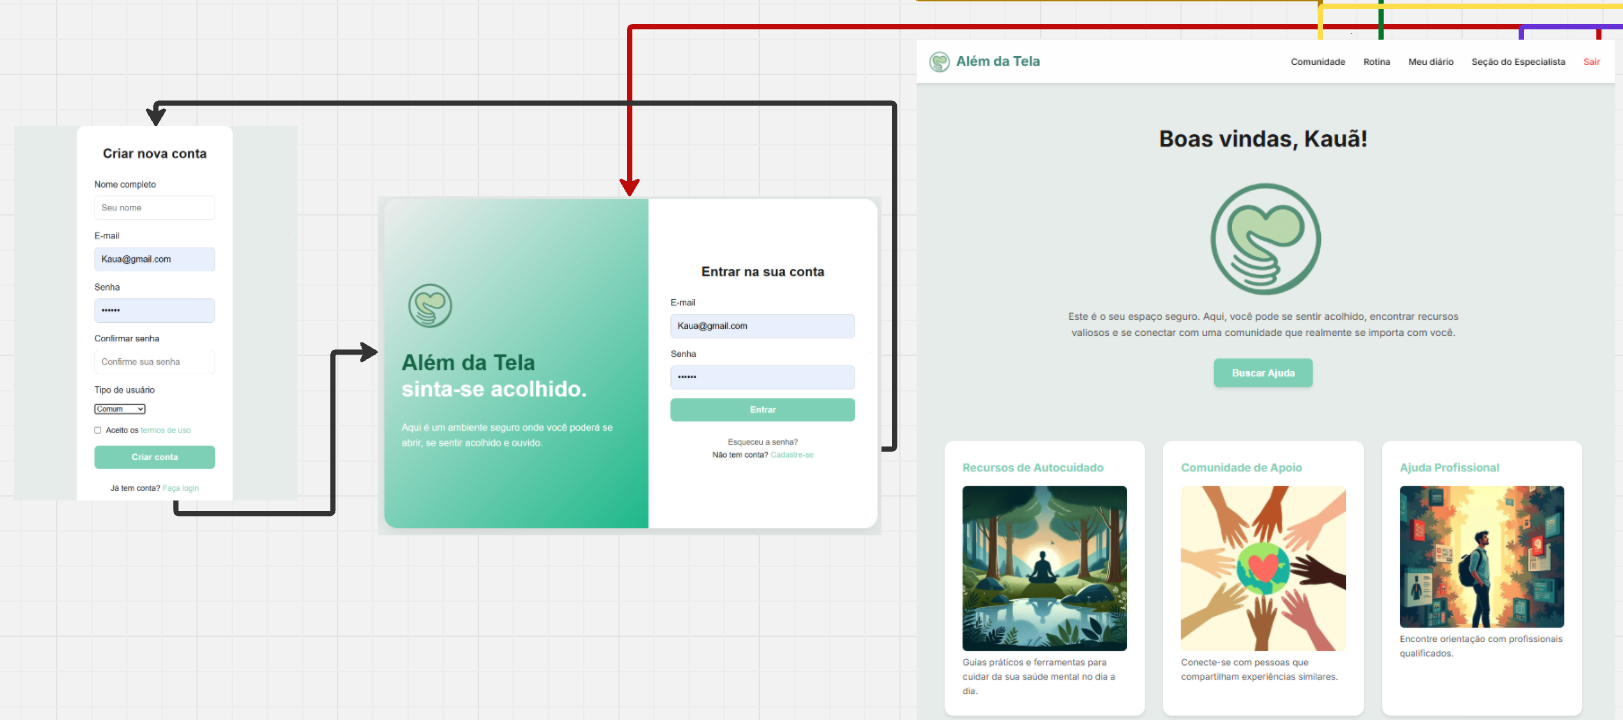 Criar nova conta
Nome completo
Seu nome
E-mail
Kaua@gmail.com
Senha
••••••
Confirmar senha
Confirme sua senha
Tipo de usuário
Comum
Aceito os termos de uso
Criar conta
Já tem conta? Faça login
Além da Tela
sinta-se acolhido.
Aqui é um ambiente seguro onde você poderá se
abrir, se sentir acolhido e ouvido.
Entrar na sua conta
E-mail
Kaua@gmail.com
Senha
••••••
Entrar
Esqueceu a senha?
Não tem conta? Cadastre-se
Além da Tela
Comunidade
Rotina
Meu diário
Seção do Especialista
Sair
Boas vindas, Kauã!
Este é o seu espaço seguro. Aqui, você pode se sentir acolhido, encontrar recursos
valiosos e se conectar com uma comunidade que realmente se importa com você.
Buscar Ajuda
Recursos de Autocuidado
Guias práticos e ferramentas para
cuidar da sua saúde mental no dia a
dia.
Comunidade de Apoio
Conecte-se com pessoas que
compartilham experiências similares.
Ajuda Profissional
Encontre orientação com profissionais
qualificados.